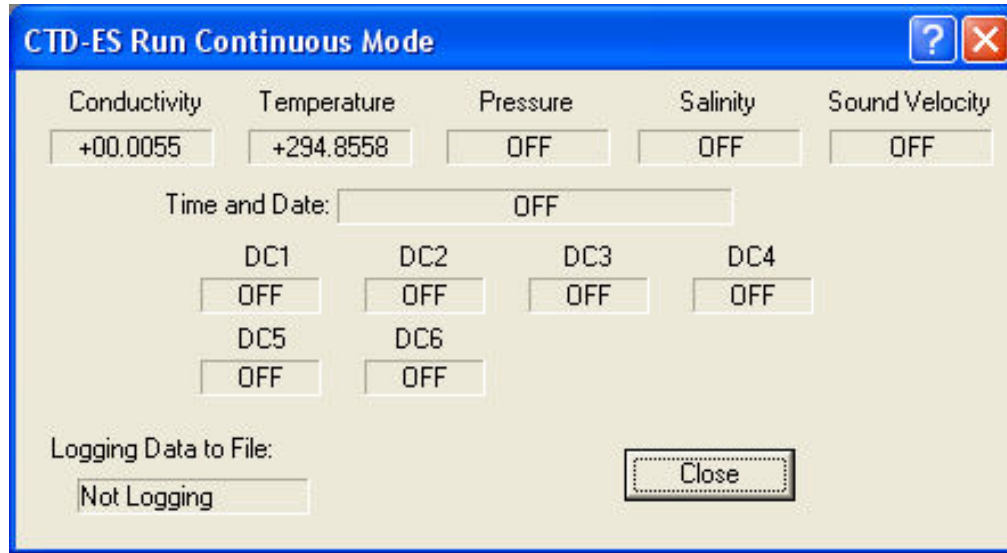 CTD-ES Run Continuous Mode
Conductivity Temperature Pressure Salinity Sound Velocity
+00.0055 +294.8558 OFF OFF OFF
Time and Date: OFF
DC1 DC2 DC3 DC4
OFF OFF OFF OFF
DC5 DC6
OFF OFF
Logging Data to File:
Close
Not Logging